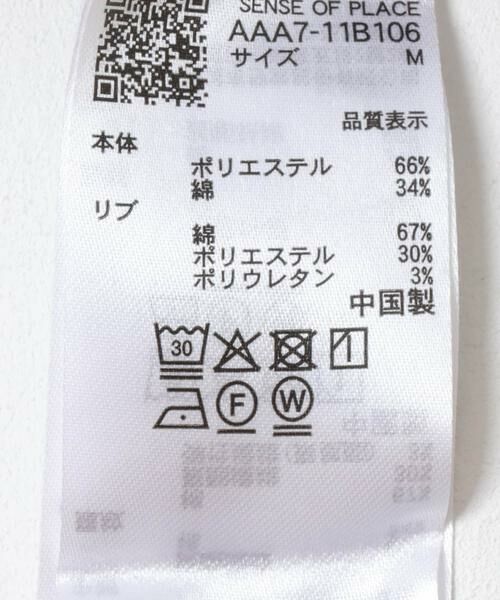 SENSE OF PLACE
AAA7-11B106
サイズ M
品質表示
本体
ポリエステル 66%
綿 34%
リブ
綿 67%
ポリエステル 30%
ポリウレタン 3%
中国製
30
F W